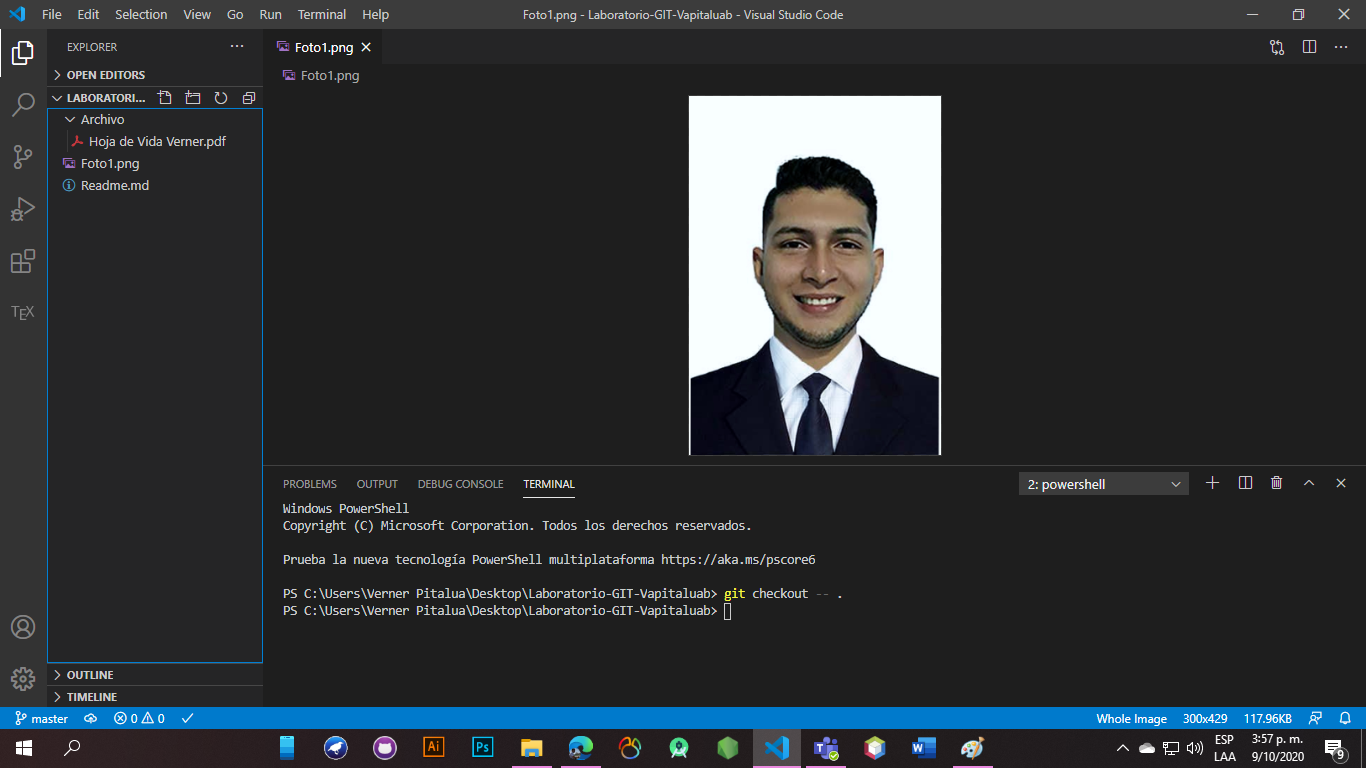 File Edit Selection View Go Run Terminal Help Foto1.png - Laboratorio-GIT-Vapitaluab - Visual Studio Code
EXPLORER
OPEN EDITORS
LABORATORI...
Archivo
Hoja de Vida Verner.pdf
Foto1.png
Readme.md
OUTLINE
TIMELINE
TEX
Foto1.png
Foto1.png
PROBLEMS OUTPUT DEBUG CONSOLE TERMINAL 2: powershell
Windows PowerShell
Copyright (C) Microsoft Corporation. Todos los derechos reservados.
Prueba la nueva tecnología PowerShell multiplataforma https://aka.ms/pscore6
PS C:\Users\Verner Pitalua\Desktop\Laboratorio-GIT-Vapitaluab> git checkout -- .
PS C:\Users\Verner Pitalua\Desktop\Laboratorio-GIT-Vapitaluab>
master 0 0 Whole Image 300x429 117.96KB
Ai Ps W
ESP 3:57 p. m.
LAA 9/10/2020 9